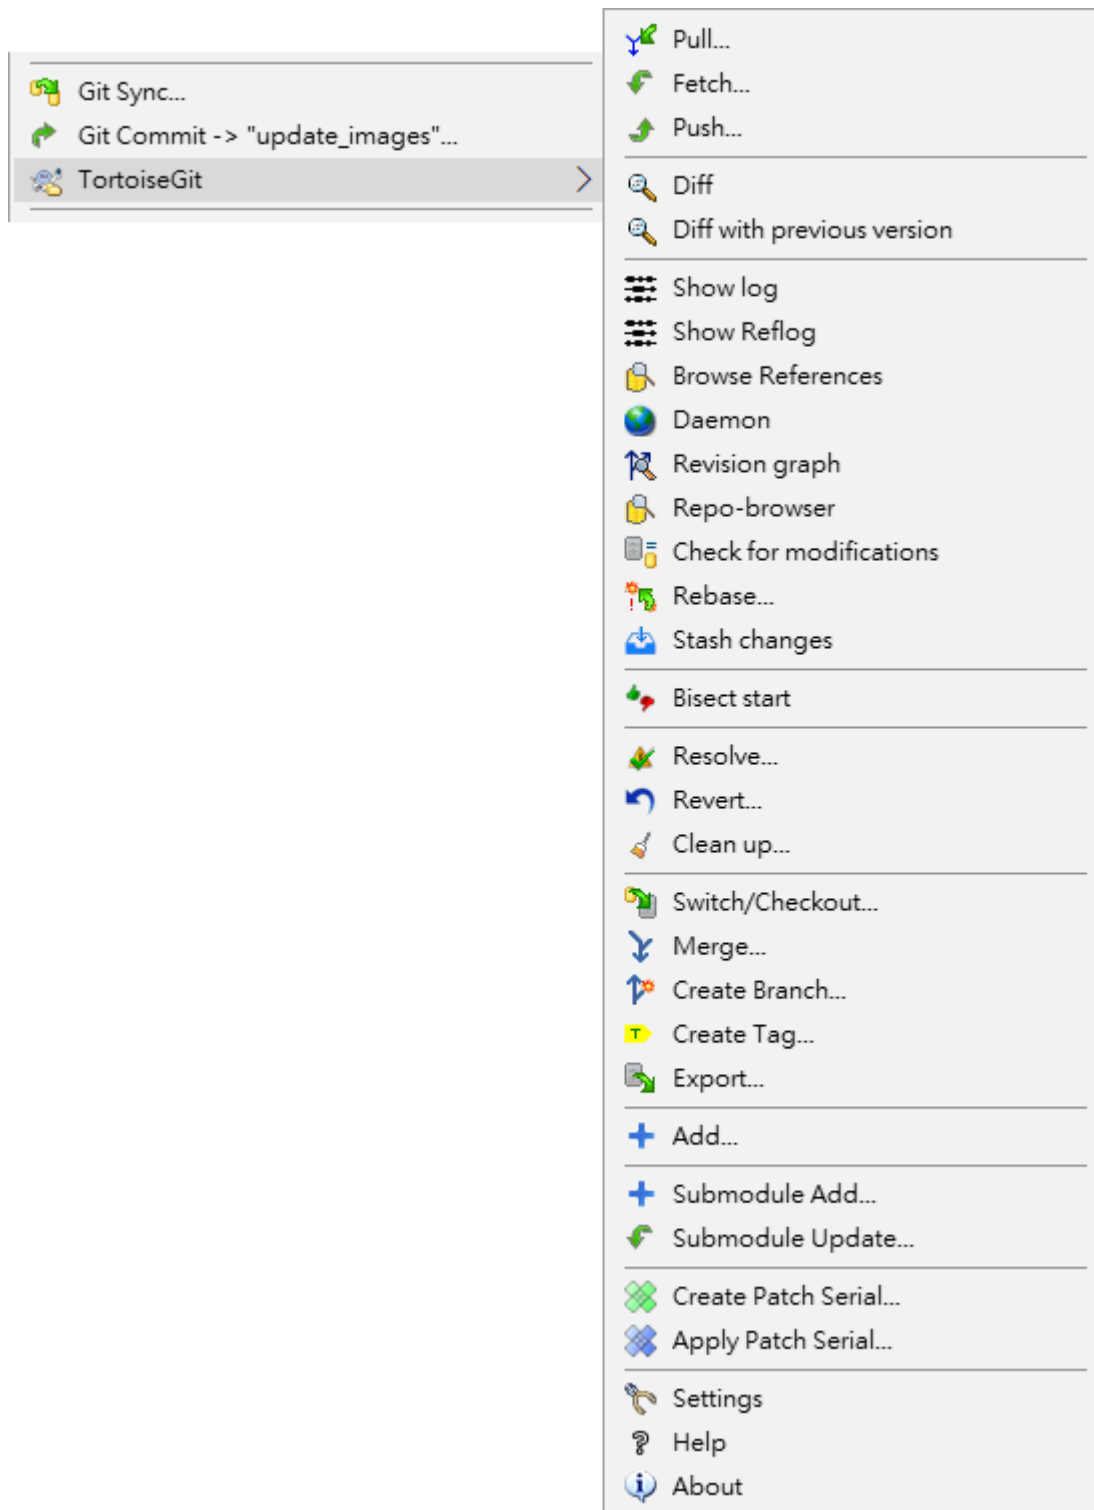 Git Sync...
Git Commit -> "update_images"...
TortoiseGit
Pull...
Fetch...
Push...
Diff
Diff with previous version
Show log
Show Reflog
Browse References
Daemon
Revision graph
Repo-browser
Check for modifications
Rebase...
Stash changes
Bisect start
Resolve...
Revert...
Clean up...
Switch/Checkout...
Merge...
Create Branch...
T
Create Tag...
Export...
Add...
Submodule Add...
Submodule Update...
Create Patch Serial...
Apply Patch Serial...
Settings
Help
About